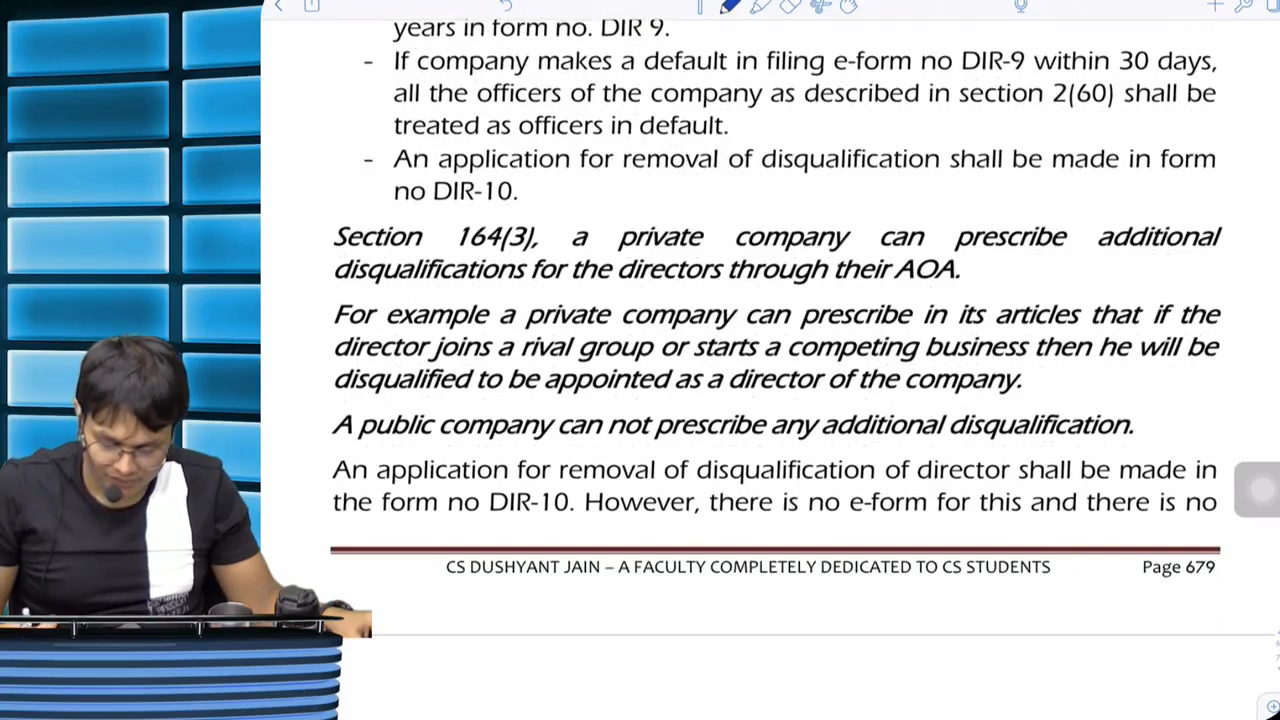 years in form no. DIR 9.
- If company makes a default in filing e-form no DIR-9 within 30 days,
all the officers of the company as described in section 2(60) shall be
treated as officers in default.
- An application for removal of disqualification shall be made in form
no DIR-10.
Section 164(3), a private company can prescribe additional
disqualifications for the directors through their AOA.
For example a private company can prescribe in its articles that if the
director joins a rival group or starts a competing business then he will be
disqualified to be appointed as a director of the company.
A public company can not prescribe any additional disqualification.
An application for removal of disqualification of director shall be made in
the form no DIR-10. However, there is no e-form for this and there is no
CS DUSHYANT JAIN – A FACULTY COMPLETELY DEDICATED TO CS STUDENTS
Page 679